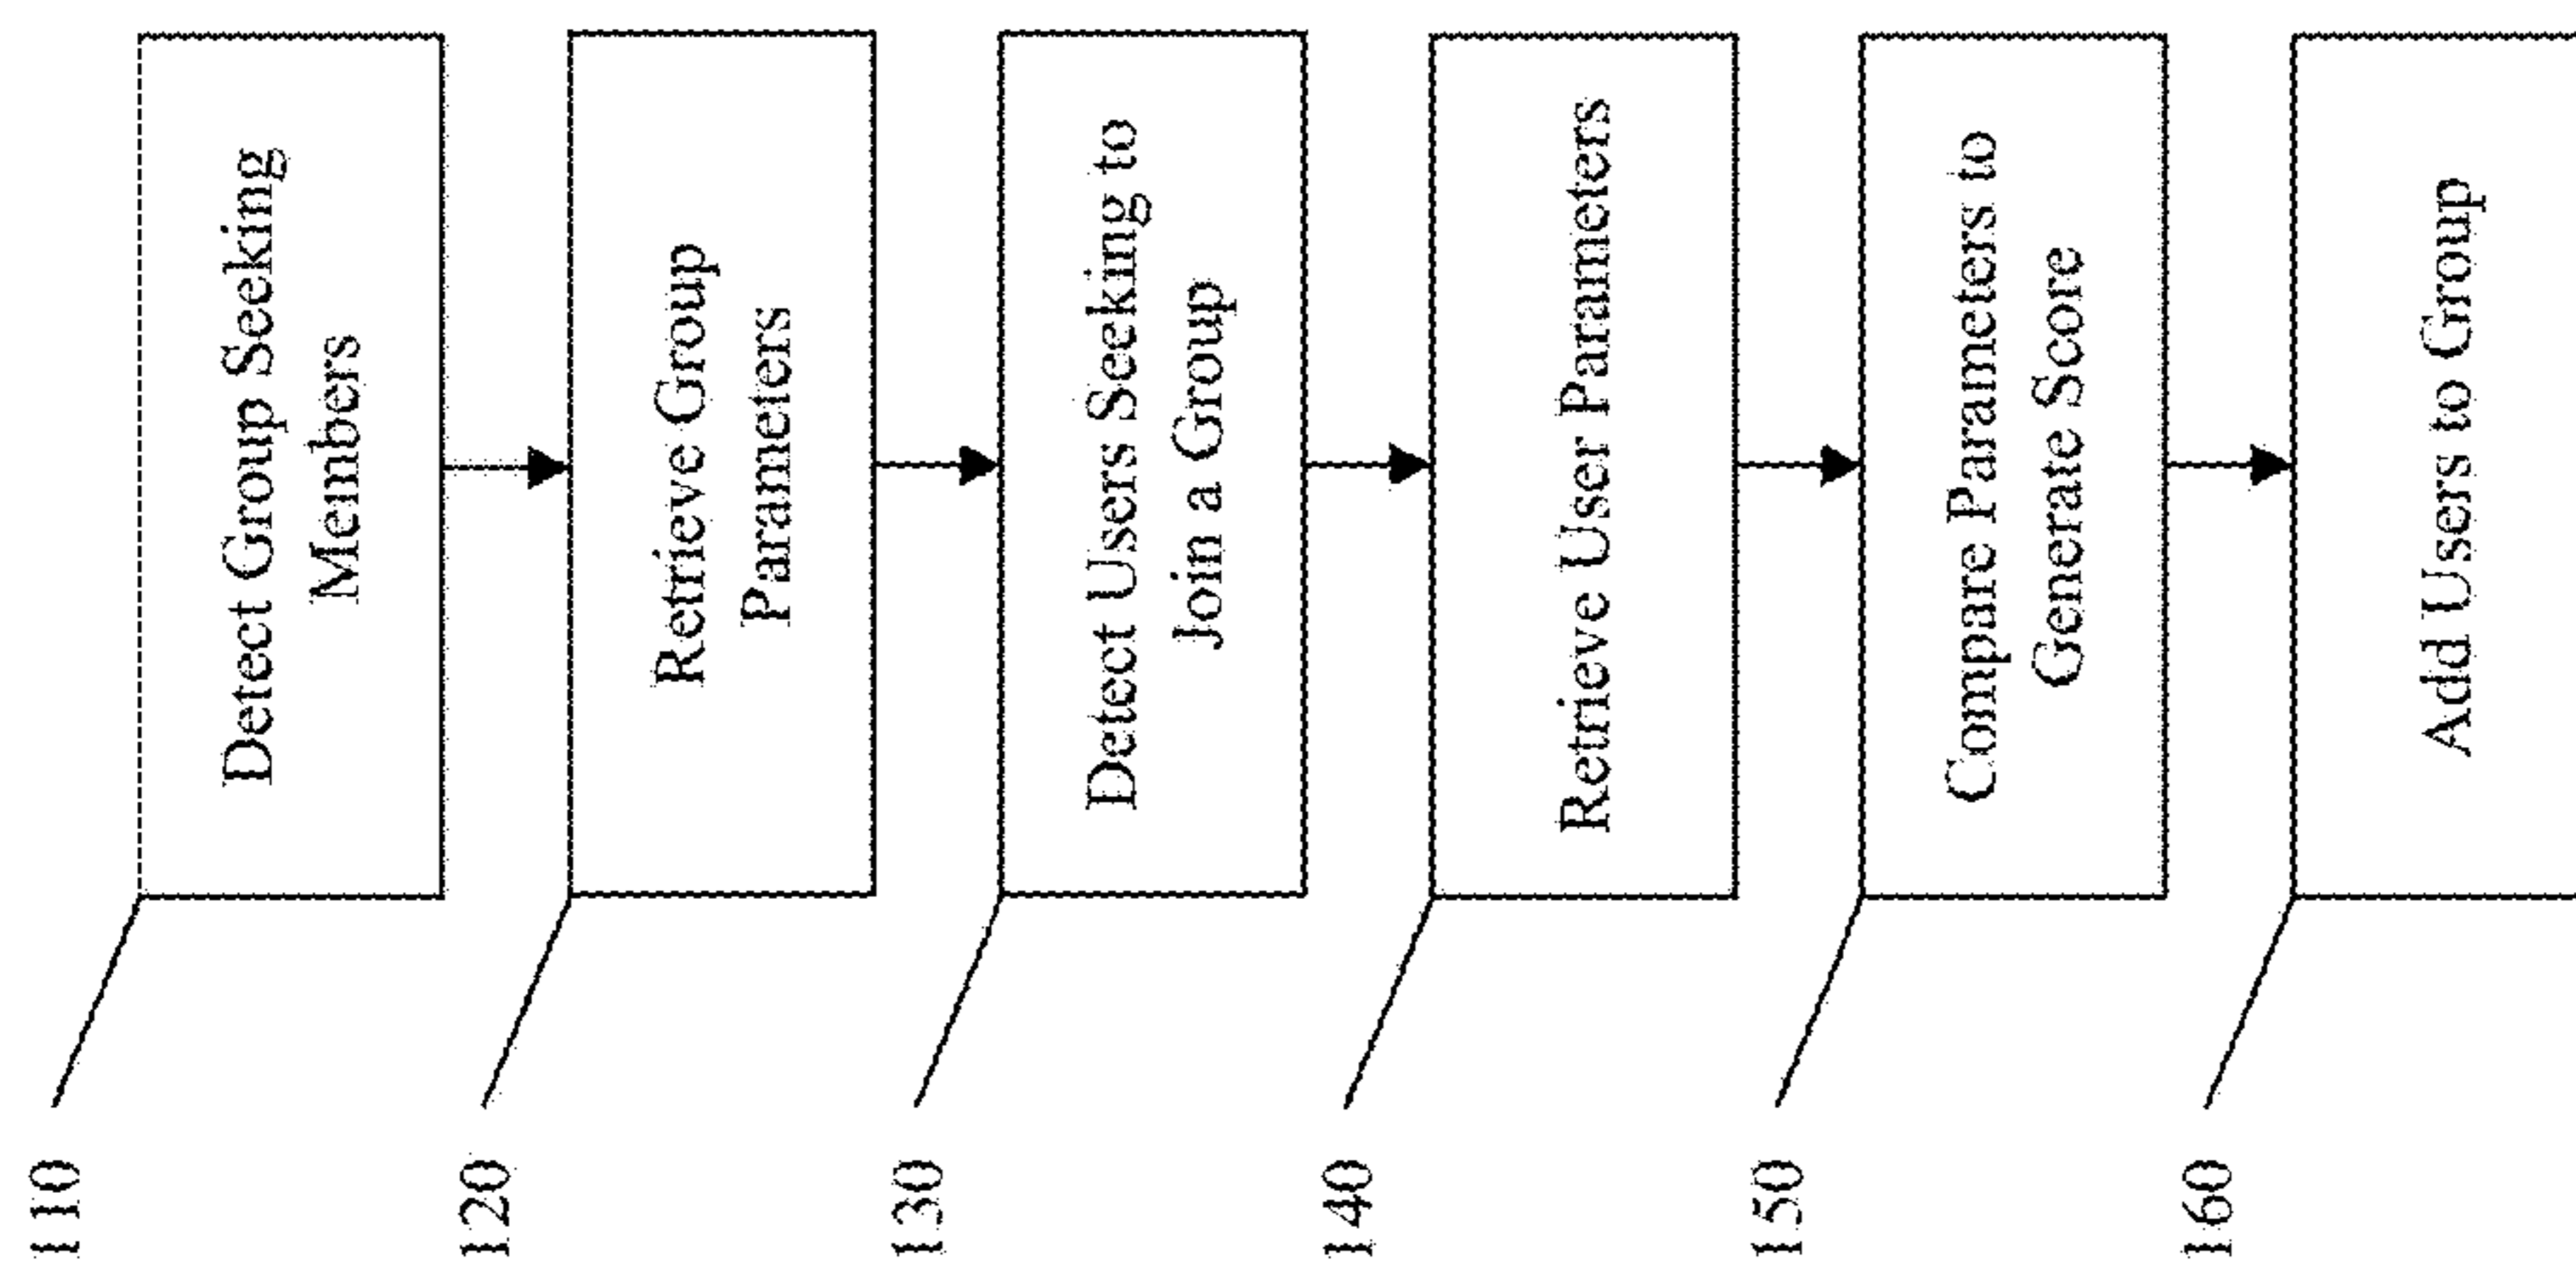 110
Detect Group Seeking
Members
120
Retrieve Group
Parameters
130
Detect Users Seeking to
Join a Group
140
Retrieve User Parameters
150
Compare Parameters to
Generate Score
160
Add Users to Group